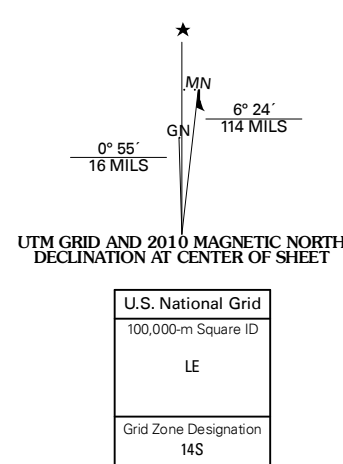 MN
6° 24´
114 MILS
GN
0° 55´
16 MILS
UTM GRID AND 2010 MAGNETIC NORTH
DECLINATION AT CENTER OF SHEET
U.S. National Grid
100,000-m Square ID
LE
Grid Zone Designation
14S